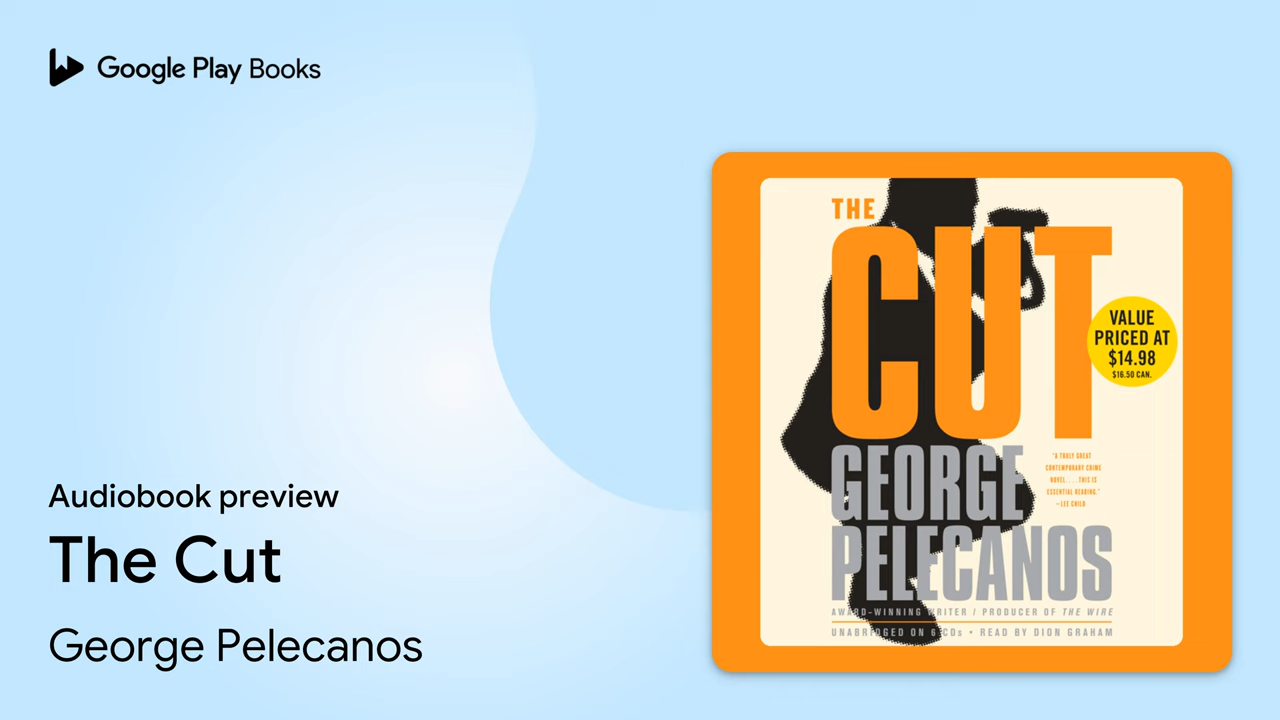 Google Play Books
Audiobook preview
The Cut
George Pelecanos
THE
CUT
VALUE
PRICED AT
$14.98
$16.50 CAN.
GEORGE
PELECANOS
"A TRULY GREAT
CONTEMPORARY CRIME
NOVEL. . . . THIS IS
ESSENTIAL READING."
—LEE CHILD
AWARD-WINNING WRITER / PRODUCER OF THE WIRE
UNABRIDGED ON 6 CDs • READ BY DION GRAHAM